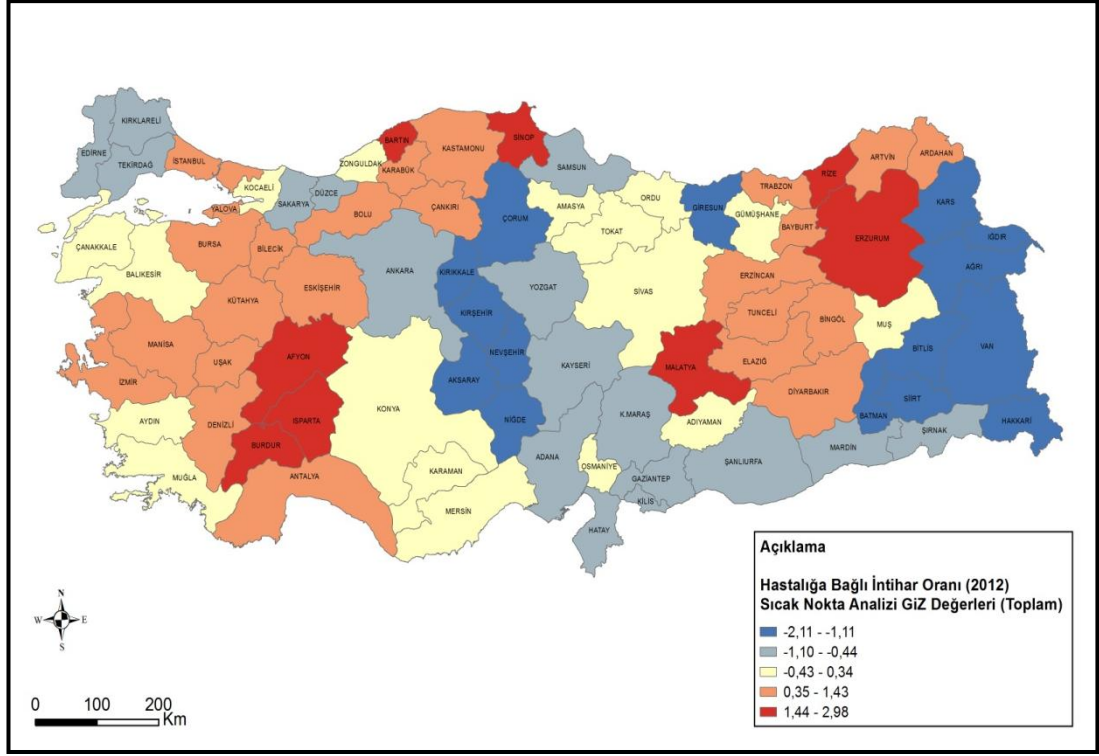 KIRKLARELİ
EDİRNE
TEKİRDAĞ
İSTANBUL
KOCAELİ
YALOVA
SAKARYA
DÜZCE
ZONGULDAK
BARTIN
KARABÜK
KASTAMONU
SİNOP
SAMSUN
BOLU
ÇANKIRI
ÇORUM
AMASYA
ORDU
TOKAT
GİRESUN
TRABZON
GÜMÜŞHANE
BAYBURT
RİZE
ARTVİN
ARDAHAN
KARS
IĞDIR
AĞRI
ERZURUM
ÇANAKKALE
BALIKESİR
BURSA
BİLECİK
ESKİŞEHİR
KÜTAHYA
ANKARA
KIRIKKALE
KIRŞEHİR
YOZGAT
SİVAS
ERZİNCAN
TUNCELİ
BİNGÖL
MUŞ
BİTLİS
VAN
MANİSA
UŞAK
AFYON
İZMİR
AYDIN
DENİZLİ
ISPARTA
BURDUR
MUĞLA
ANTALYA
KONYA
AKSARAY
NEVŞEHİR
NİĞDE
KAYSERİ
KARAMAN
MERSİN
ADANA
K.MARAŞ
OSMANİYE
GAZİANTEP
KİLİS
HATAY
MALATYA
ELAZIĞ
ADIYAMAN
DİYARBAKIR
ŞANLIURFA
MARDİN
BATMAN
SİİRT
ŞIRNAK
HAKKARİ
Açıklama
Hastalığa Bağlı İntihar Oranı (2012)
Sıcak Nokta Analizi GiZ Değerleri (Toplam)
-2,11 - -1,11
-1,10 - -0,44
-0,43 - 0,34
0,35 - 1,43
1,44 - 2,98
N
W E
S
0 100 200
Km